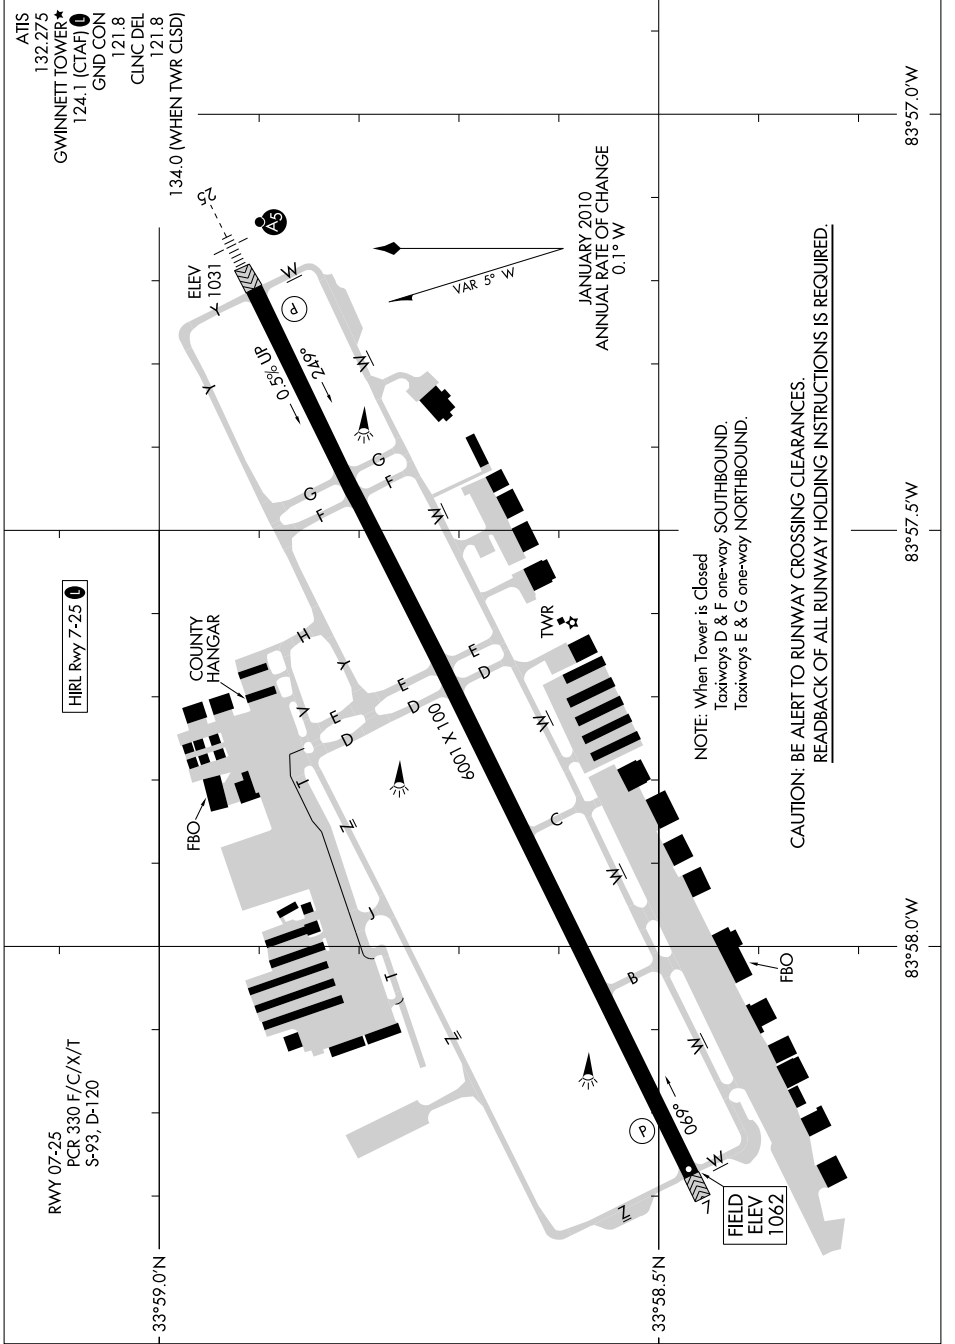 ATIS
132.275
GWINNETT TOWER★
124.1 (CTAF) L
GND CON
121.8
CLNC DEL
121.8
134.0 (WHEN TWR CLSD)
RWY 07-25
PCR 330 F/C/X/T
S-93, D-120
HIRL Rwy 7-25 L
33°59.0'N
33°58.5'N
83°58.0'W
83°57.5'W
83°57.0'W
25
A5
ELEV
1031
W
P
Y
Y
0.5% UP
249°
W
G
F
G
F
W
H
Y
COUNTY
HANGAR
V
E
D
E
D
E
D
TWR
W
6001 X 100
FBO
T
Z
C
W
J
I
B
FBO
Z
W
069°
P
W
Z
7
FIELD
ELEV
1062
VAR 5° W
JANUARY 2010
ANNUAL RATE OF CHANGE
0.1° W
NOTE: When Tower is Closed
Taxiways D & F one-way SOUTHBOUND.
Taxiways E & G one-way NORTHBOUND.
CAUTION: BE ALERT TO RUNWAY CROSSING CLEARANCES.
READBACK OF ALL RUNWAY HOLDING INSTRUCTIONS IS REQUIRED.